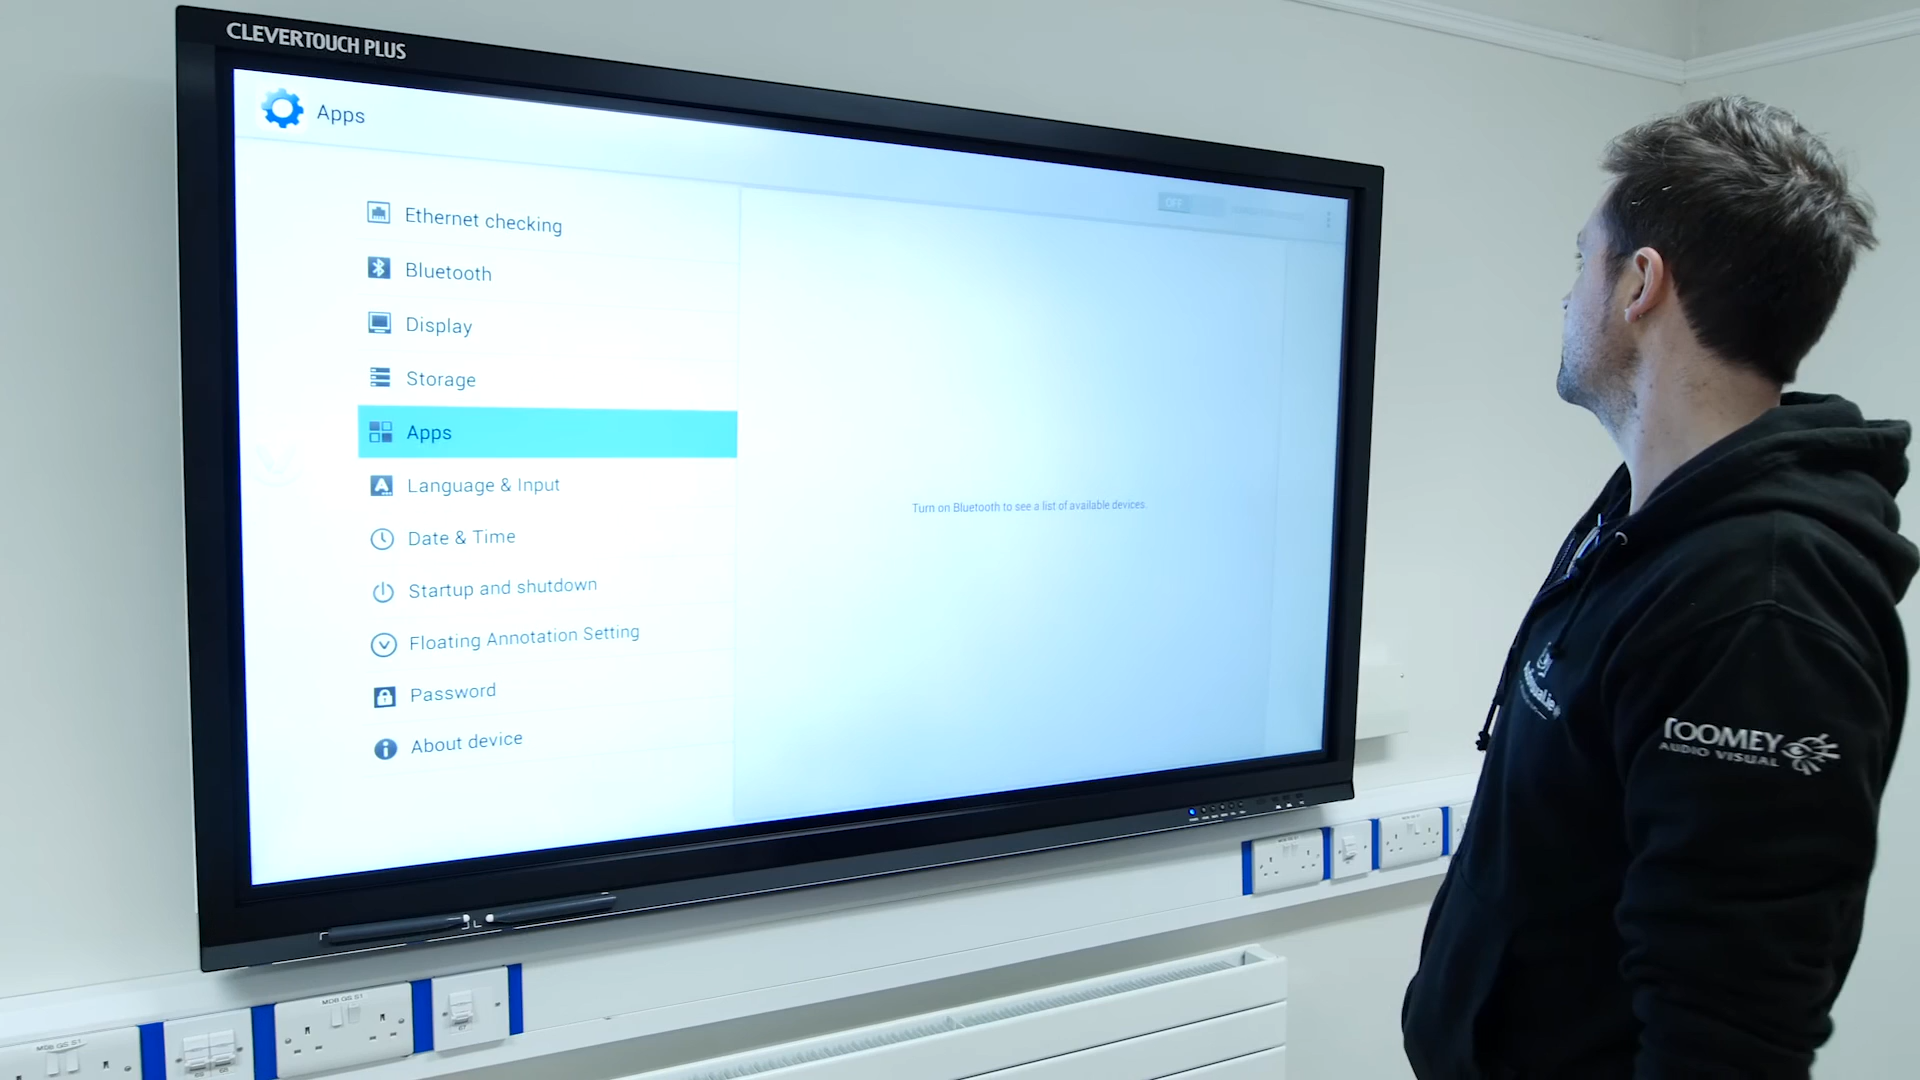 CLEVERTOUCH PLUS
Apps
OFF
Ethernet checking
Bluetooth
Display
Storage
Apps
Language & Input
Date & Time
Startup and shutdown
Floating Annotation Setting
Password
About device
Turn on Bluetooth to see a list of available devices.
TOOMEY
AUDIO VISUAL